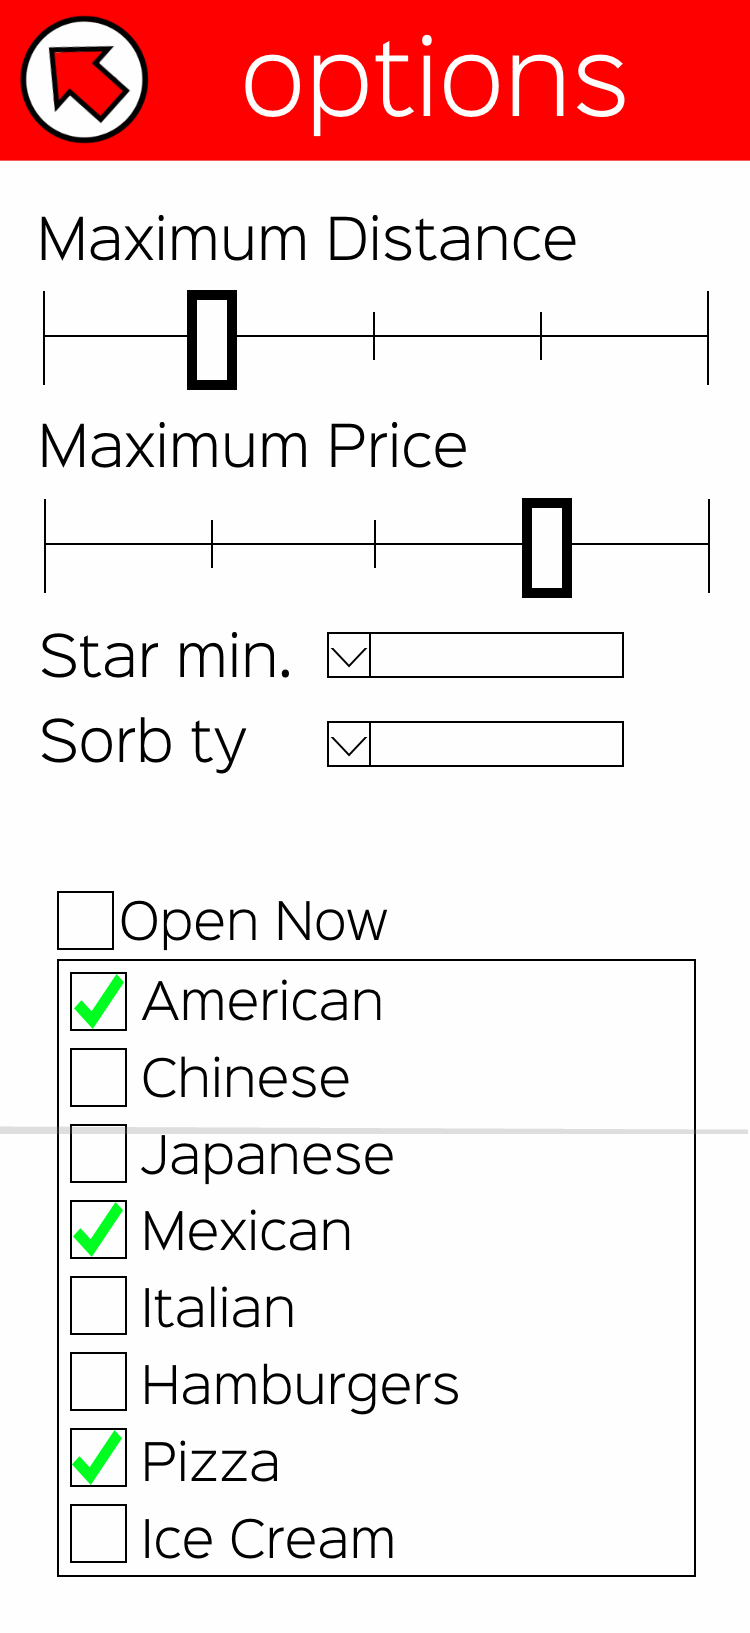 options
Maximum Distance
Maximum Price
Star min.
Sorb ty
Open Now
American
Chinese
Japanese
Mexican
Italian
Hamburgers
Pizza
Ice Cream